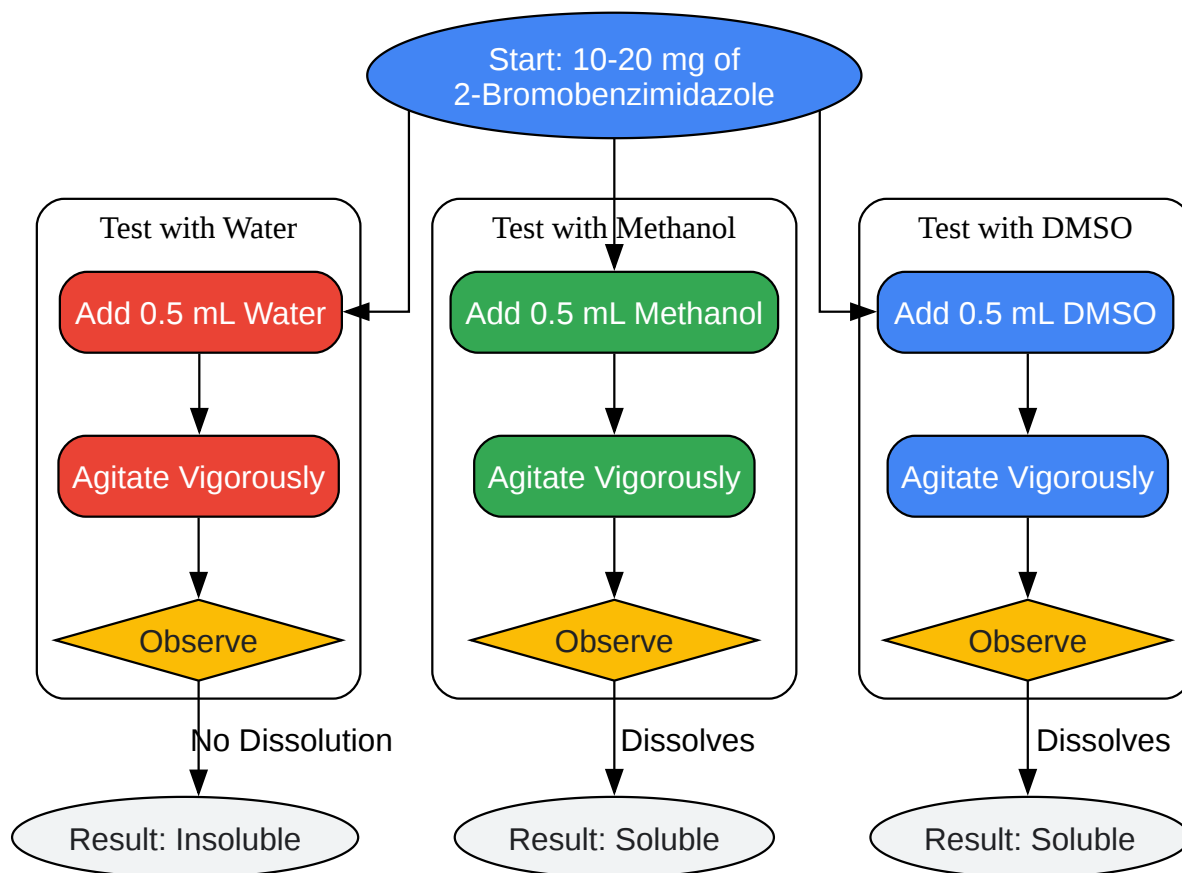 Start: 10-20 mg of
2-Bromobenzimidazole
Test with Water
Test with Methanol
Test with DMSO
Add 0.5 mL Water
Add 0.5 mL Methanol
Add 0.5 mL DMSO
Agitate Vigorously
Agitate Vigorously
Agitate Vigorously
Observe
Observe
Observe
No Dissolution
Dissolves
Dissolves
Result: Insoluble
Result: Soluble
Result: Soluble